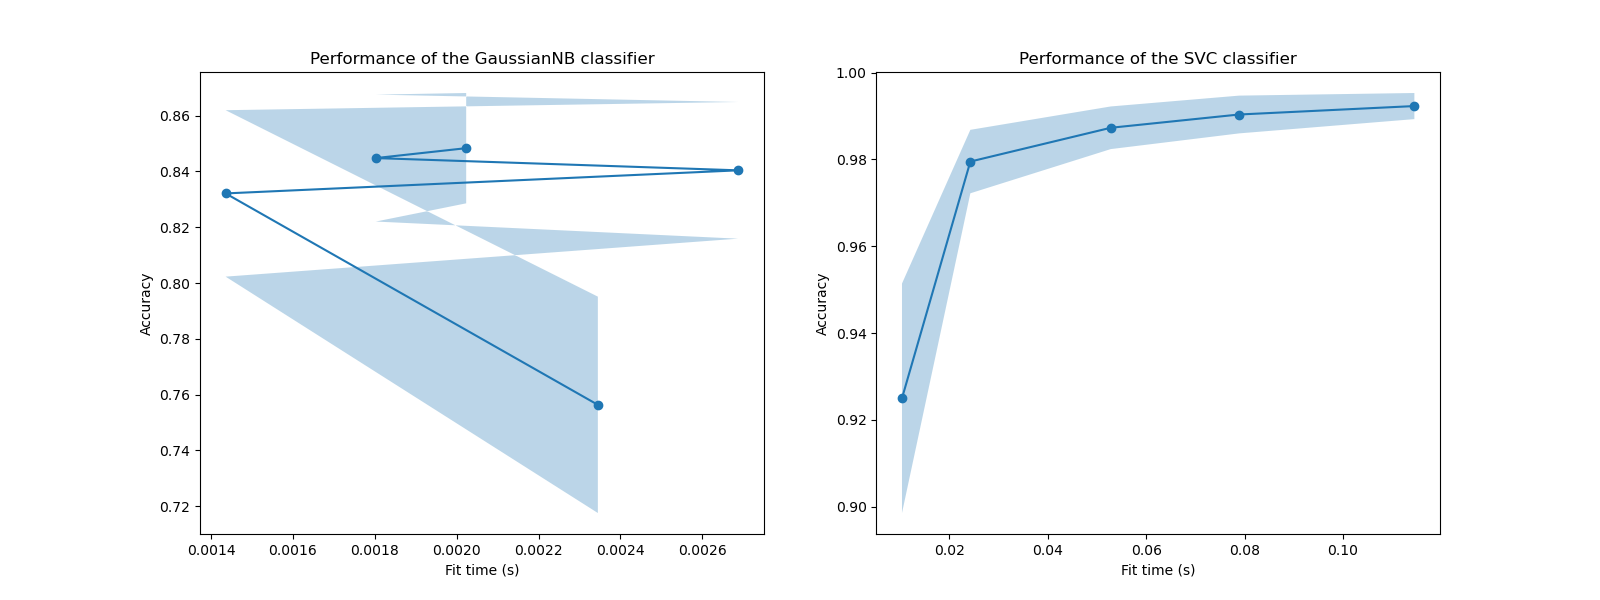 Performance of the GaussianNB classifier
0.86
0.84
0.82
0.80
0.78
0.76
0.74
0.72
Accuracy
0.0014 0.0016 0.0018 0.0020 0.0022 0.0024 0.0026
Fit time (s)
Performance of the SVC classifier
1.00
0.98
0.96
0.94
0.92
0.90
Accuracy
0.02 0.04 0.06 0.08 0.10
Fit time (s)